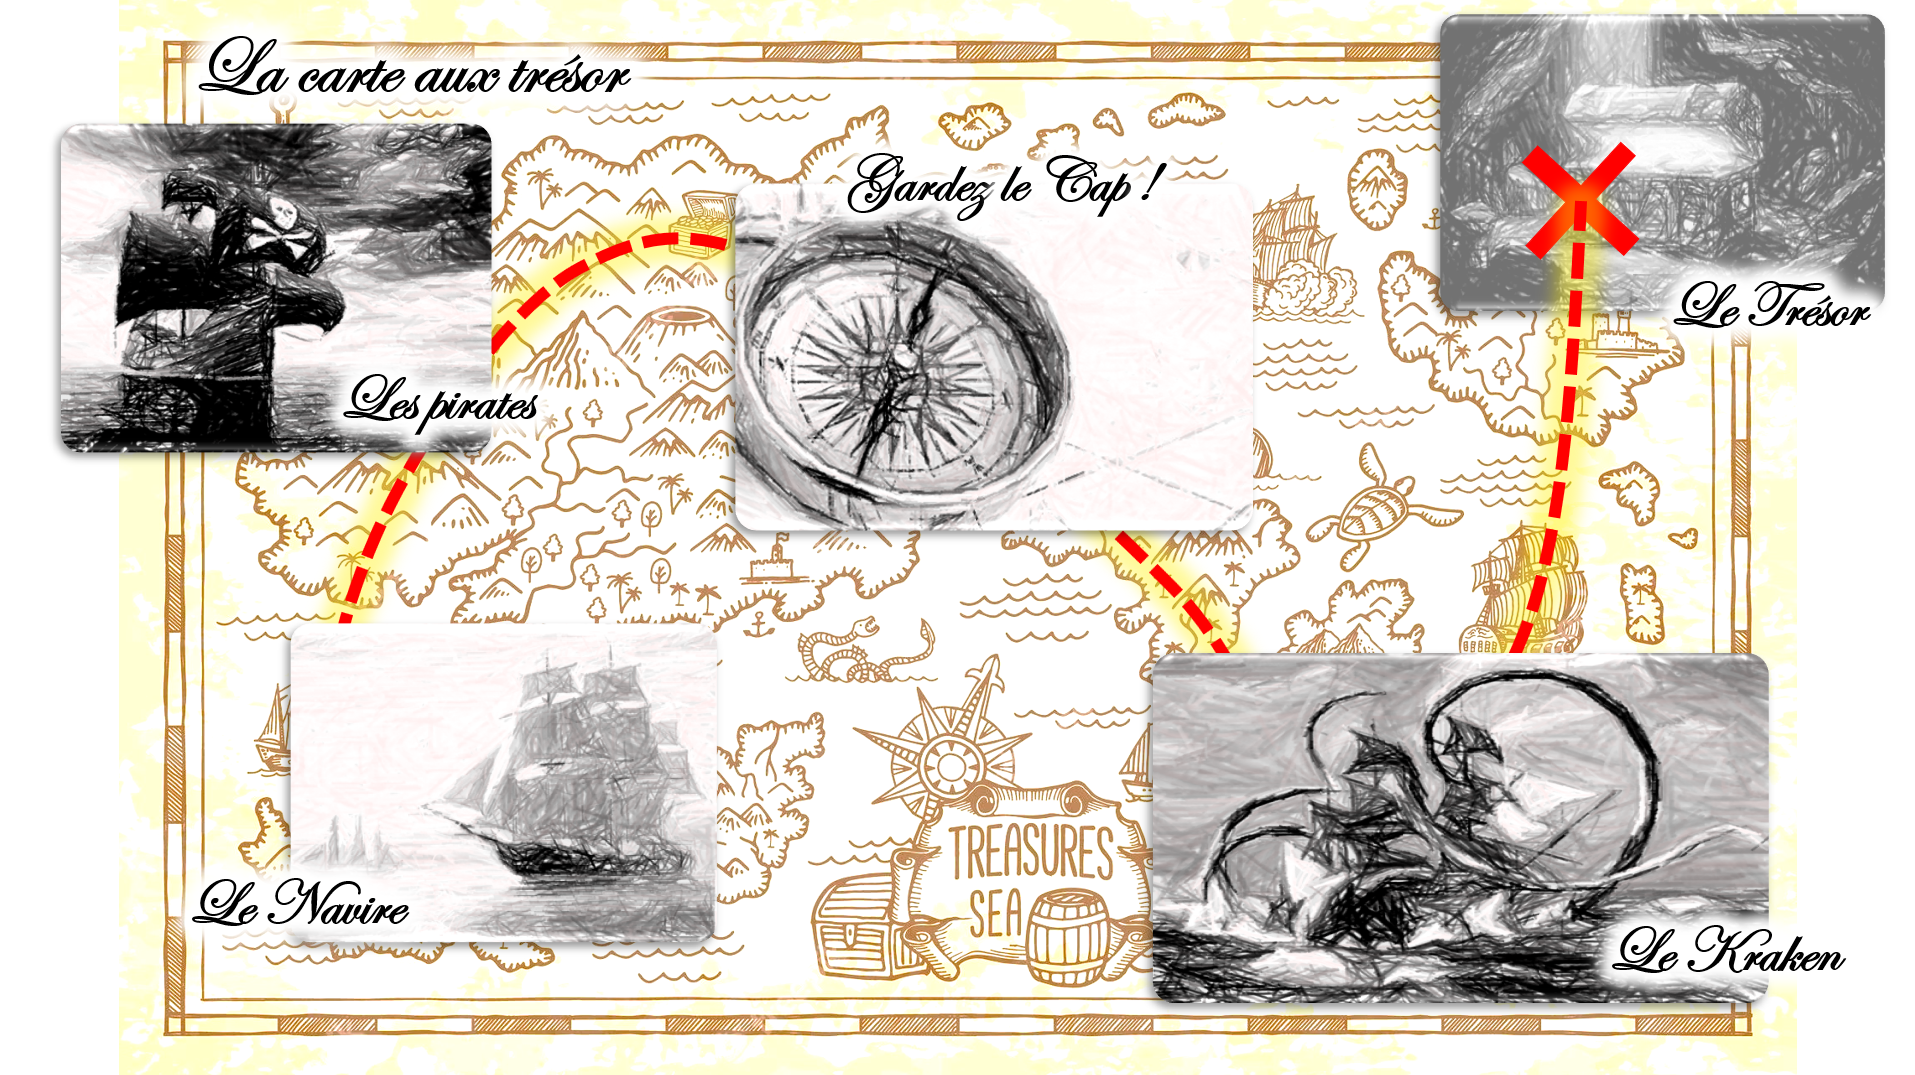 La carte aux trésor
Les pirates
Gardez le Cap !
Le Trésor
Le Navire
TREASURES
SEA
Le Kraken